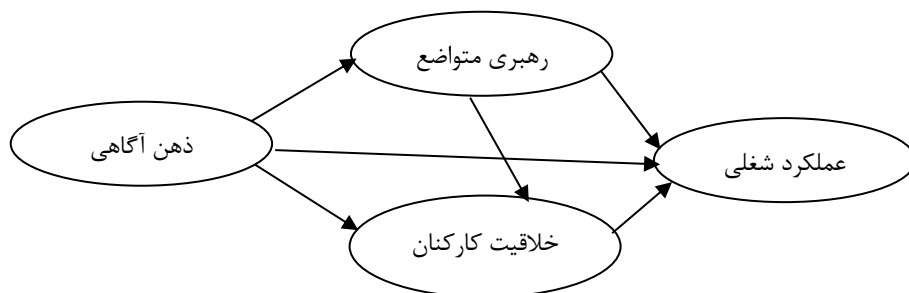 رهبری متواضع
ذهن آگاهی
عملکرد شغلی
خلاقیت کارکنان